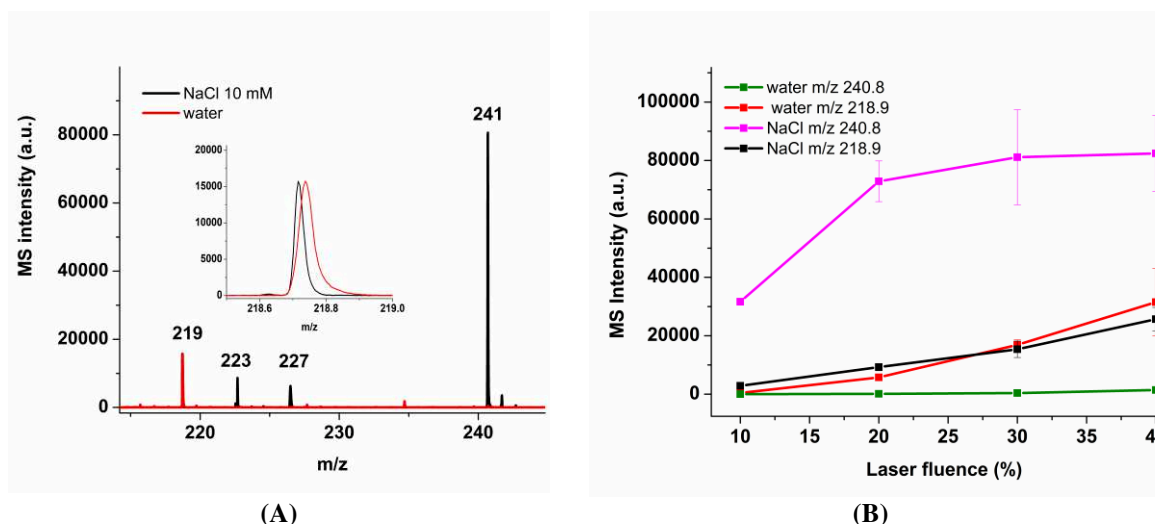 NaCl 10 mM
water
241
80000
60000
40000
20000
0
MS intensity (a.u.)
20000
15000
10000
5000
0
218.6
218.8
219.0
m/z
219
223
227
220
230
240
m/z
(A)
water m/z 240.8
water m/z 218.9
NaCl m/z 240.8
NaCl m/z 218.9
100000
80000
60000
40000
20000
0
MS Intensity (a.u.)
10
15
20
25
30
35
Laser fluence (%)
(B)